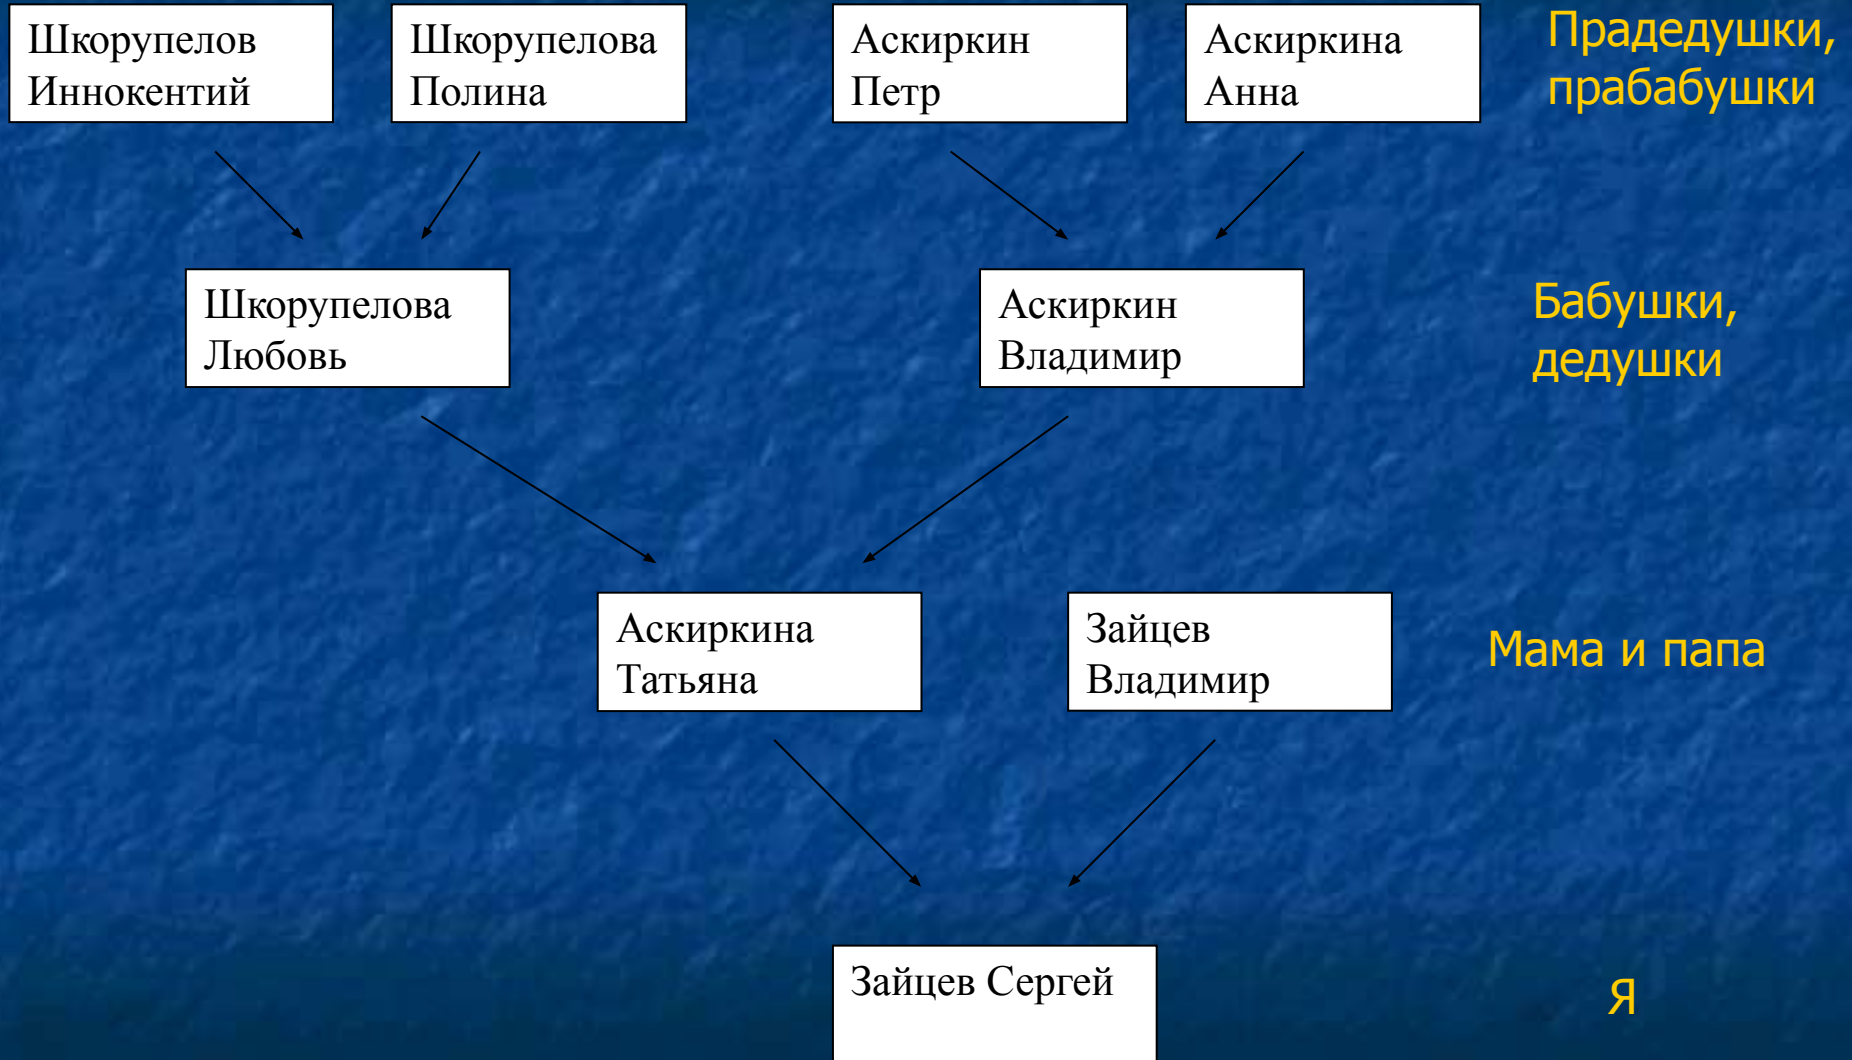 Шкорупелов
Иннокентий
Шкорупелова
Полина
Аскиркин
Петр
Аскиркина
Анна
Прадедушки,
прабабушки
Шкорупелова
Любовь
Аскиркин
Владимир
Бабушки,
дедушки
Аскиркина
Татьяна
Зайцев
Владимир
Мама и папа
Зайцев Сергей
Я